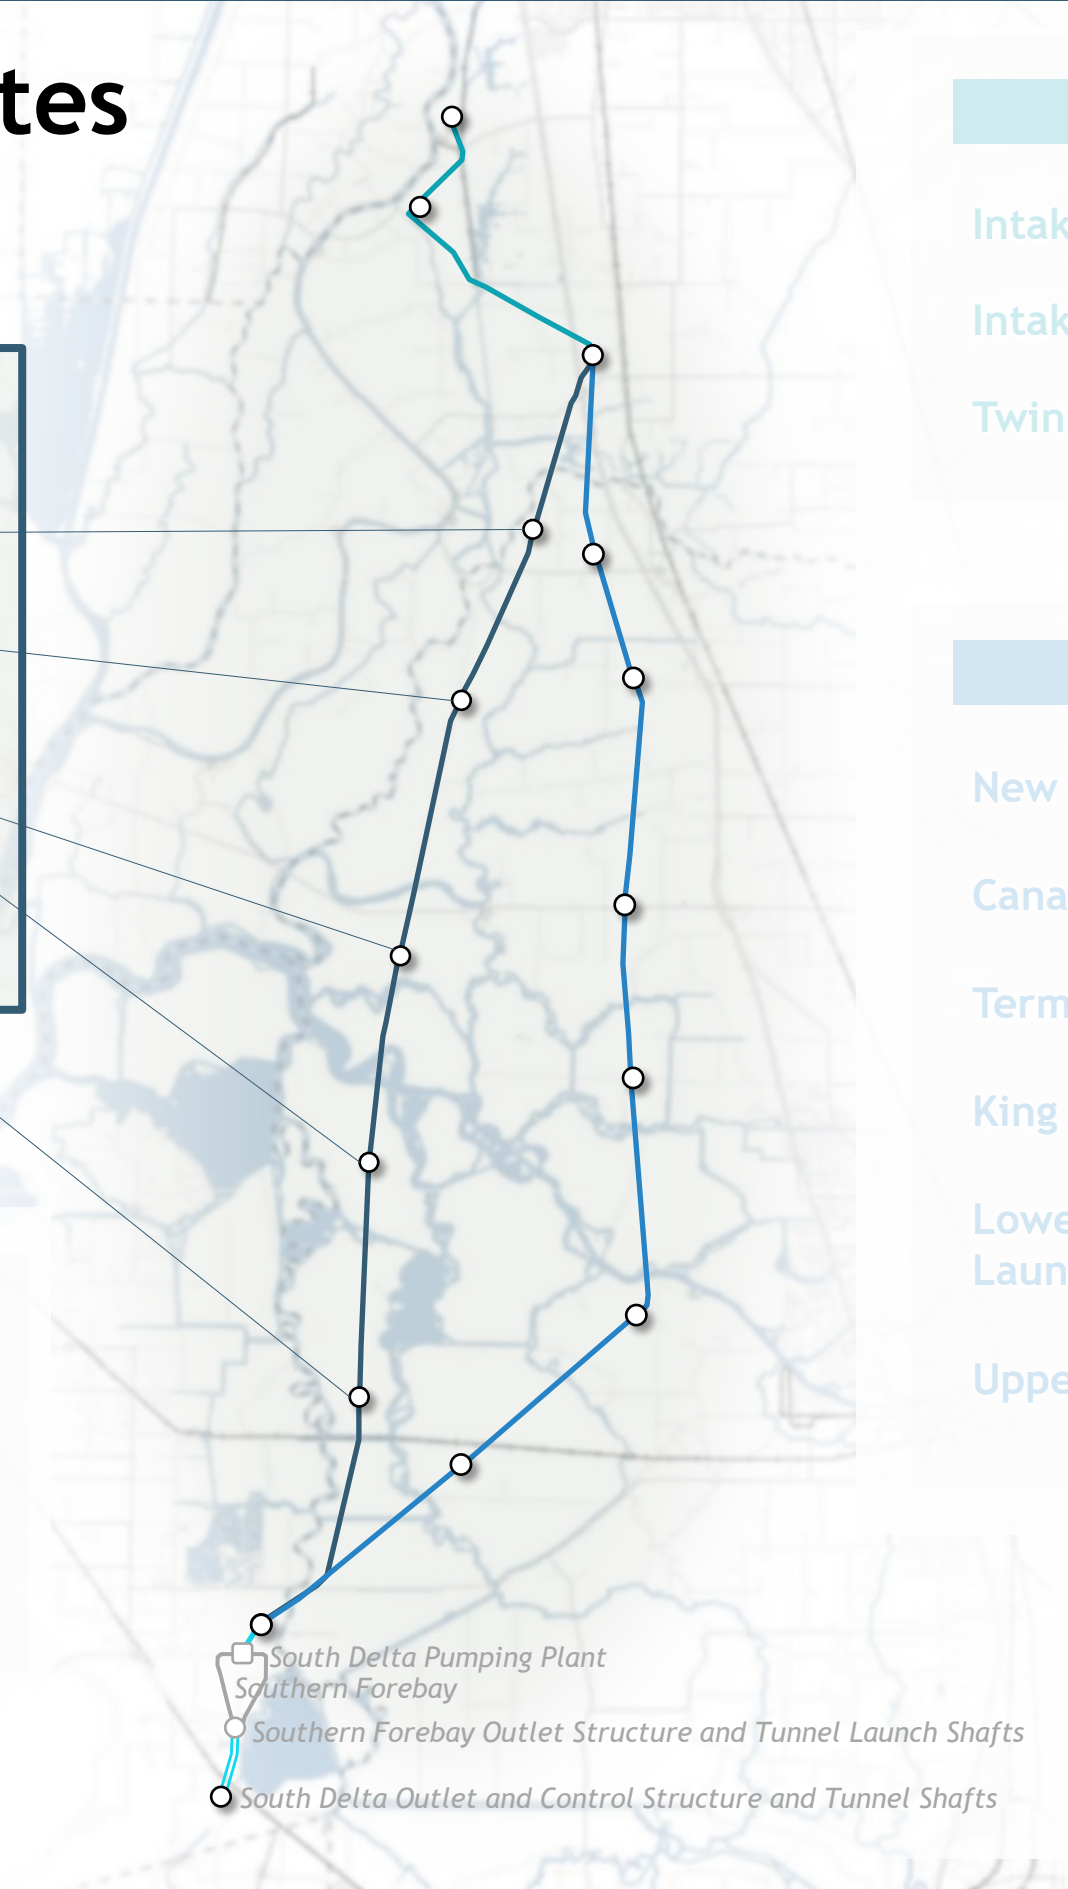 tes
Intak
Intak
Twin
New
Cana
Term
King
Lowe
Laun
Uppe
South Delta Pumping Plant
Southern Forebay
Southern Forebay Outlet Structure and Tunnel Launch Shafts
South Delta Outlet and Control Structure and Tunnel Shafts